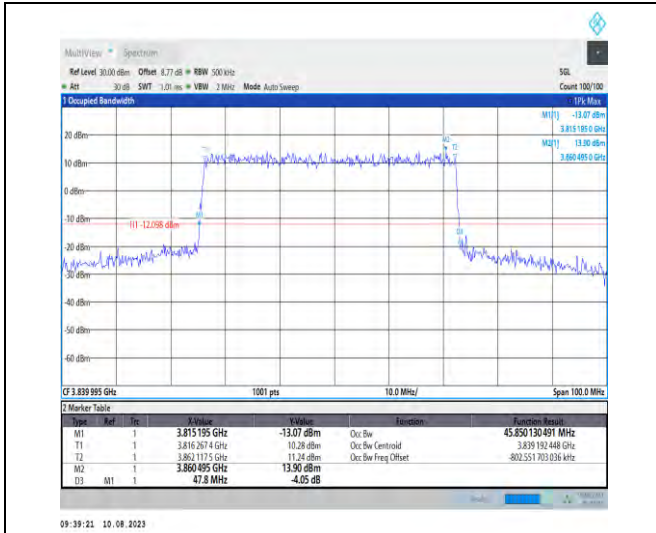 MultiView Spectrum
Ref Level 30.00 dBm Offset 8.77 dB RBW 500 kHz SGL
Att 30 dB SWT 1.01 ms VBW 2 MHz Mode Auto Sweep Count 100/100
1 Occupied Bandwidth 1Pk Max
M1[1] -13.07 dBm
3.815 195 0 GHz
M2[1] 13.90 dBm
3.860 495 0 GHz
20 dBm
M2
T2
10 dBm
0 dBm
-10 dBm
H1 -12.098 dBm
D3
-20 dBm
-30 dBm
-40 dBm
-50 dBm
-60 dBm
CF 3.839 995 GHz 1001 pts 10.0 MHz/ Span 100.0 MHz
2 Marker Table
Type Ref Trc X-Value Y-Value Function Function Result
M1 1 3.815 195 GHz -13.07 dBm Occ Bw 45.850 130 491 MHz
T1 1 3.816 267 4 GHz 10.28 dBm Occ Bw Centroid 3.839 192 448 GHz
T2 1 3.862 117 5 GHz 11.24 dBm Occ Bw Freq Offset -802.551 703 036 kHz
M2 1 3.860 495 GHz 13.90 dBm
D3 M1 1 47.8 MHz -4.05 dB
09:39:21 10.08.2023